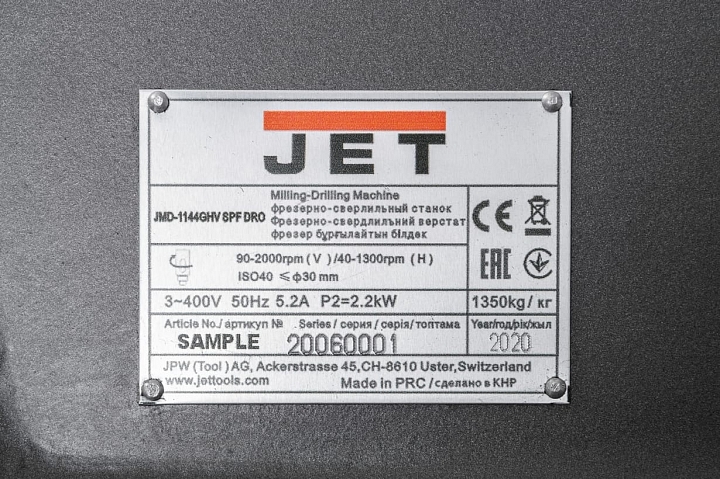 JET
JMD-1144GHV SPF DRO
Milling-Drilling Machine
фрезерно-сверлильный станок
фрезерно-свердлильний верстат
фрезер бұрғылайтын білдек
CE
90-2000rpm ( V ) /40-1300rpm ( H )
ISO40 ≤ ф30 mm
EAC
3~400V 50Hz 5.2A P2=2.2kW
1350kg / кг
Article No./ артикул № Series / серия / серія/ топтама
Year/год/рік/жыл
SAMPLE 20060001
2020
JPW (Tool ) AG, Ackerstrasse 45,CH-8610 Uster,Switzerland
www.jettools.com Made in PRC / сделано в КНР